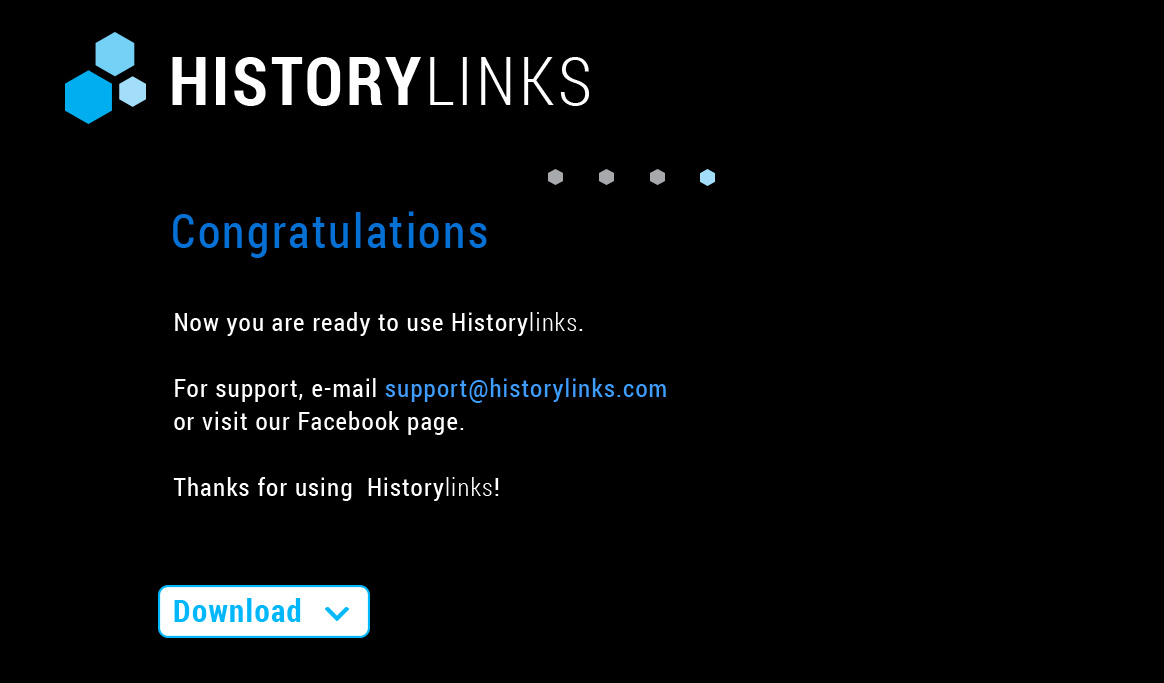 HISTORYLINKS
Congratulations
Now you are ready to use Historylinks.
For support, e-mail support@historylinks.com
or visit our Facebook page.
Thanks for using  Historylinks!
Download